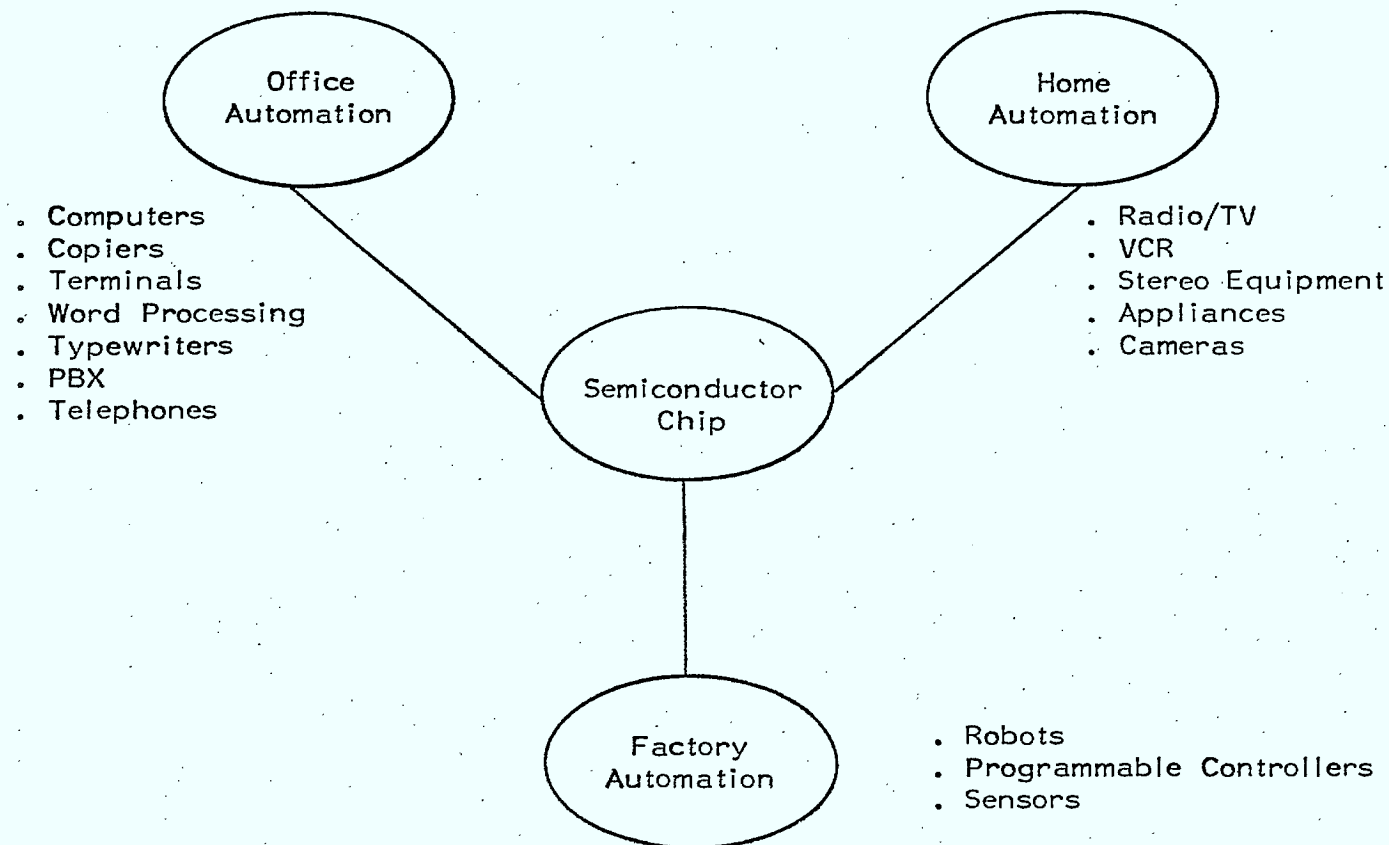 Office
Automation
Home
Automation
. Computers
. Copiers
. Terminals
. Word Processing
. Typewriters
. PBX
. Telephones
. Radio/TV
. VCR
. Stereo Equipment
. Appliances
. Cameras
Semiconductor
Chip
Factory
Automation
. Robots
. Programmable Controllers
. Sensors